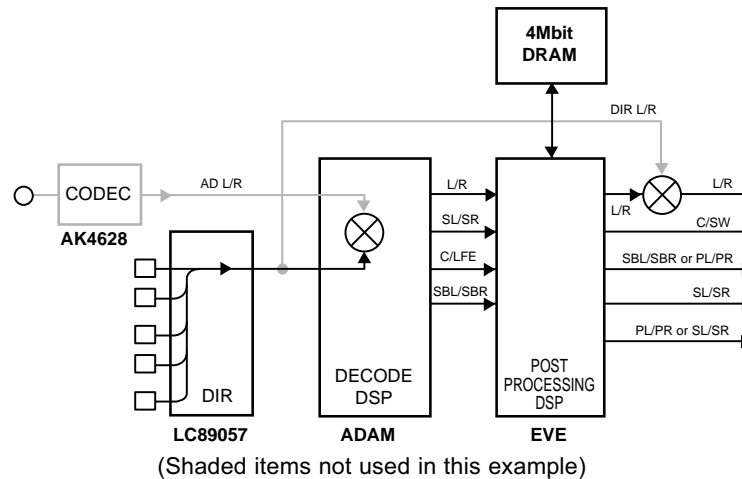 4Mbit
DRAM
DIR L/R
CODEC
AD L/R
AK4628
L/R
SL/SR
C/LFE
SBL/SBR
L/R
L/R
C/SW
SBL/SBR or PL/PR
SL/SR
PL/PR or SL/SR
DIR
DECODE
DSP
POST
PROCESSING
DSP
LC89057
ADAM
EVE
(Shaded items not used in this example)